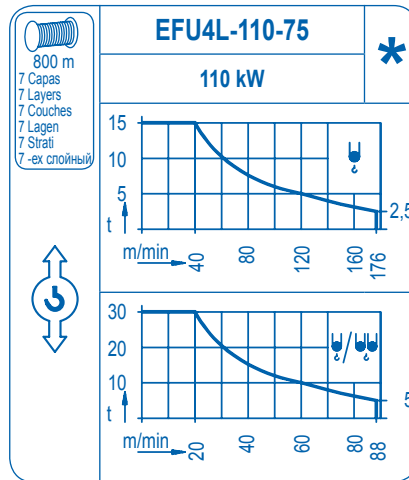 800 m
7 Capas
7 Layers
7 Couches
7 Lagen
7 Strati
7 -ех слойный
EFU4L-110-75
*
110 kW
15
10
5
t
2,5
m/min
40
80
120
160
176
30
20
10
t
5
m/min
20
40
60
80
88